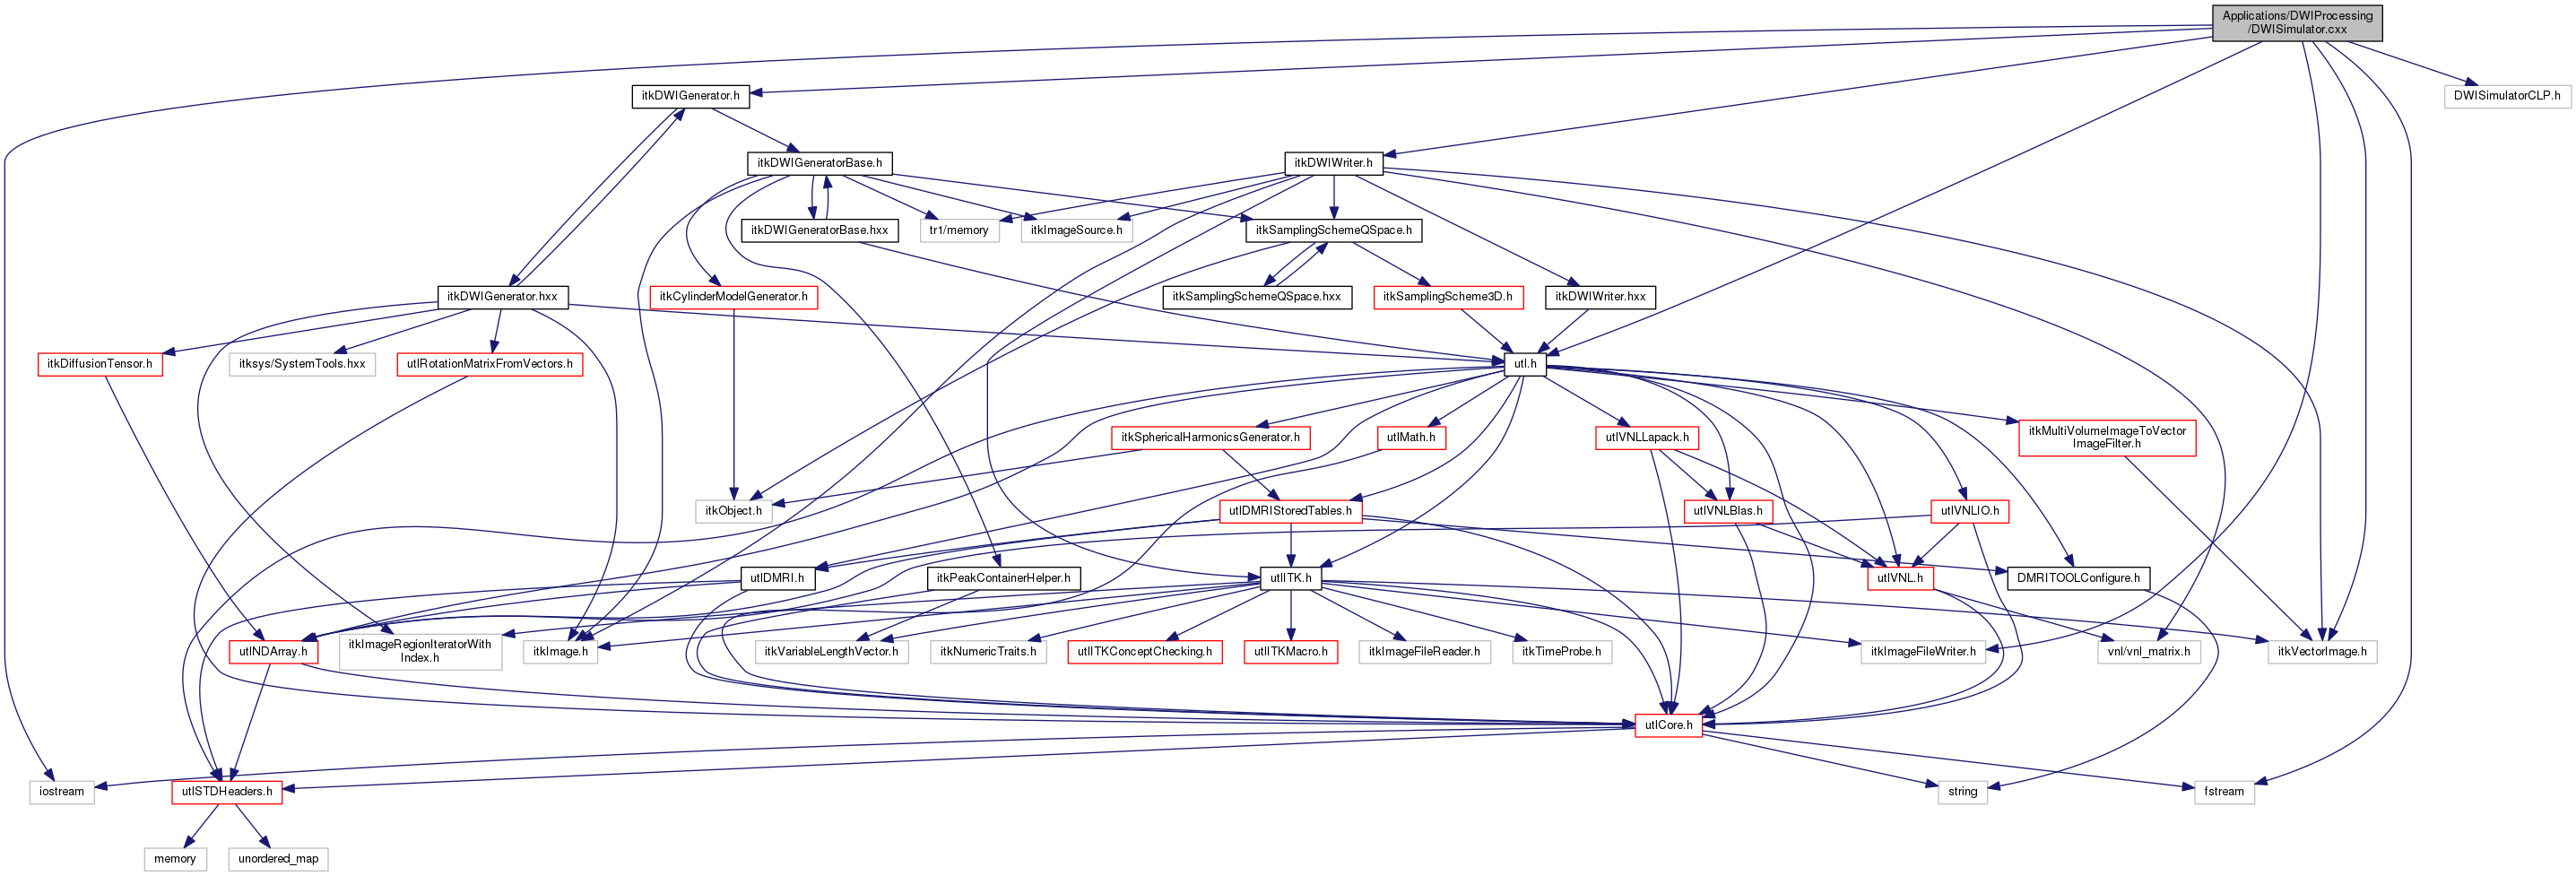 Applications/DWIProcessing
/DWISimulator.cxx
itkDWIGenerator.h
DWISimulatorCLP.h
itkDWIGeneratorBase.h
itkDWIWriter.h
itkDWIGeneratorBase.hxx
tr1/memory
itkImageSource.h
itkSamplingSchemeQSpace.h
itkDWIGenerator.hxx
itkCylinderModelGenerator.h
itkSamplingSchemeQSpace.hxx
itkSamplingScheme3D.h
itkDWIWriter.hxx
itkDiffusionTensor.h
itksys/SystemTools.hxx
utlRotationMatrixFromVectors.h
utl.h
itkSphericalHarmonicsGenerator.h
utlMath.h
utlVNLLapack.h
itkMultiVolumeImageToVector
ImageFilter.h
itkObject.h
utlDMRIStoredTables.h
utlVNLBlas.h
utlVNLIO.h
utlDMRI.h
itkPeakContainerHelper.h
utlITK.h
utlVNL.h
DMRITOOLConfigure.h
utlNDArray.h
itkImageRegionIteratorWith
Index.h
itkImage.h
itkVariableLengthVector.h
itkNumericTraits.h
utlITKConceptChecking.h
utlITKMacro.h
itkImageFileReader.h
itkTimeProbe.h
itkImageFileWriter.h
vnl/vnl_matrix.h
itkVectorImage.h
utlCore.h
iostream
utlSTDHeaders.h
string
fstream
memory
unordered_map